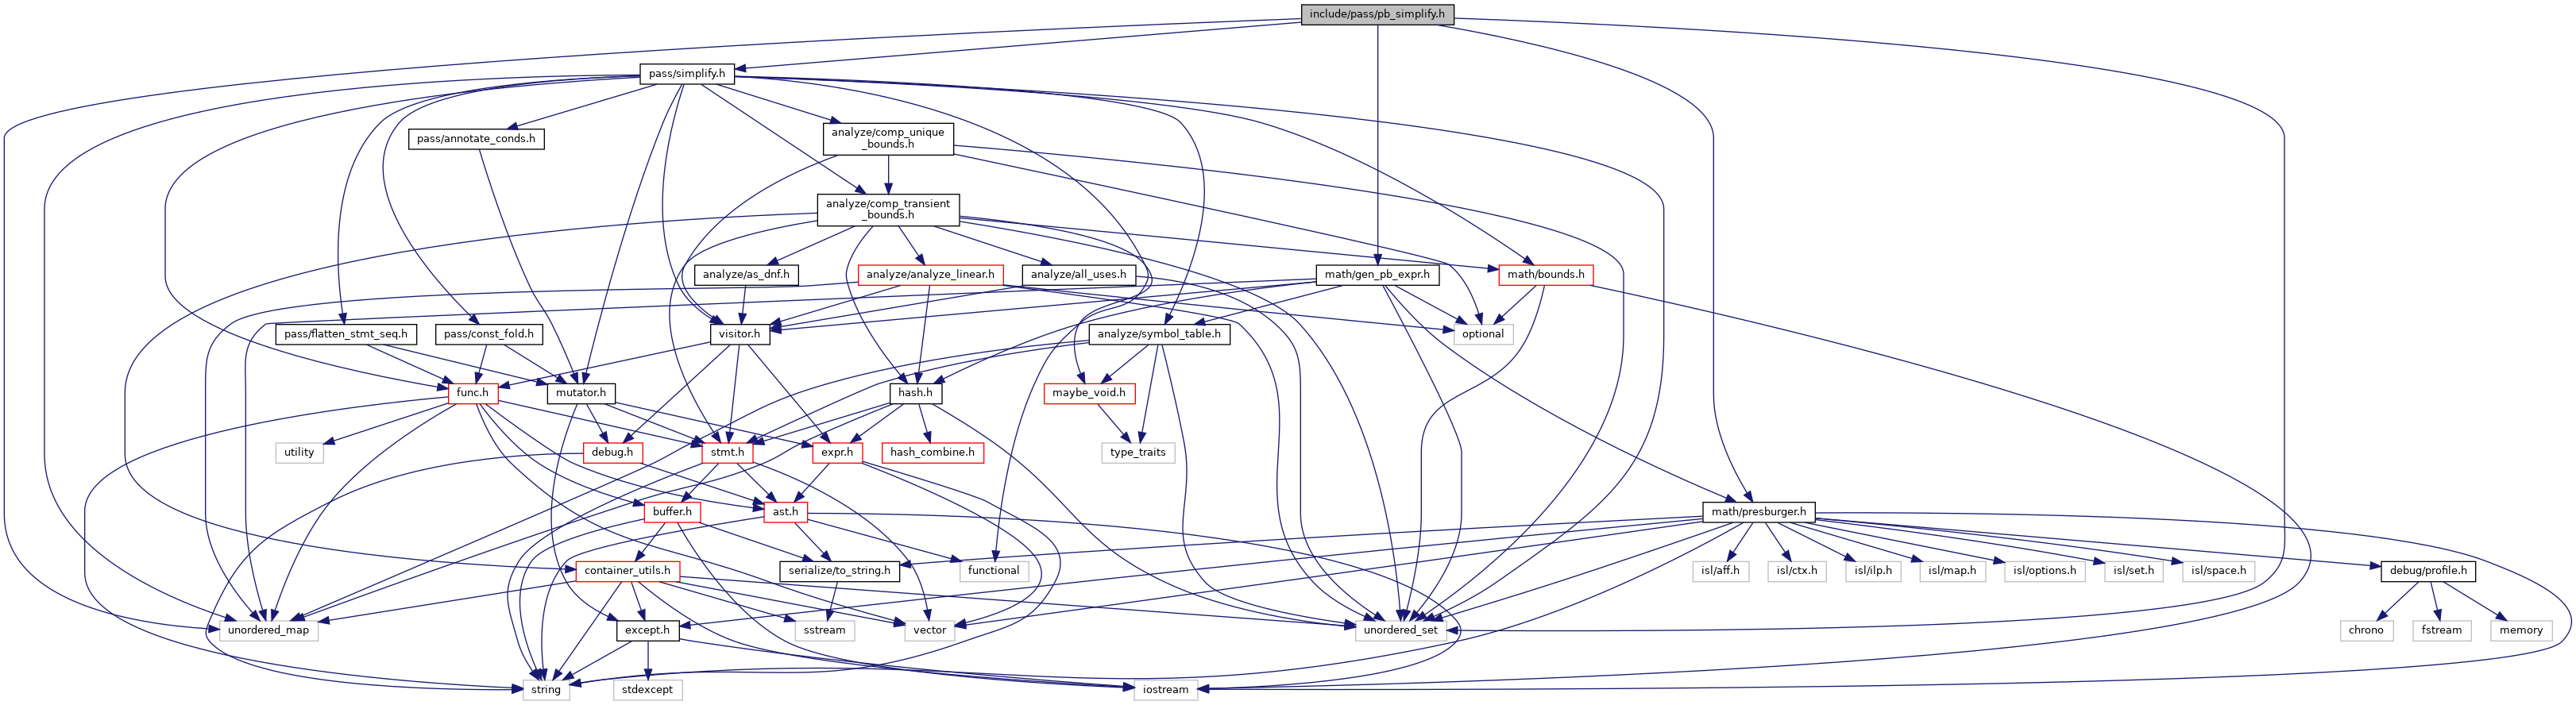 include/pass/pb_simplify.h
pass/simplify.h
pass/annotate_conds.h
analyze/comp_unique
_bounds.h
analyze/comp_transient
_bounds.h
analyze/as_dnf.h
analyze/analyze_linear.h
analyze/all_uses.h
math/gen_pb_expr.h
math/bounds.h
pass/flatten_stmt_seq.h
pass/const_fold.h
visitor.h
analyze/symbol_table.h
optional
func.h
mutator.h
hash.h
maybe_void.h
utility
debug.h
stmt.h
expr.h
hash_combine.h
type_traits
buffer.h
ast.h
math/presburger.h
container_utils.h
serialize/to_string.h
functional
isl/aff.h
isl/ctx.h
isl/ilp.h
isl/map.h
isl/options.h
isl/set.h
isl/space.h
debug/profile.h
unordered_map
except.h
sstream
vector
unordered_set
chrono
fstream
memory
string
stdexcept
iostream